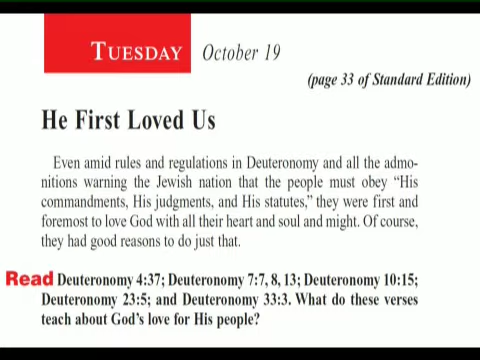 TUESDAY October 19
(page 33 of Standard Edition)
He First Loved Us
Even amid rules and regulations in Deuteronomy and all the admo-
nitions warning the Jewish nation that the people must obey “His
commandments, His judgments, and His statutes,” they were first and
foremost to love God with all their heart and soul and might. Of course,
they had good reasons to do just that.
Read Deuteronomy 4:37; Deuteronomy 7:7, 8, 13; Deuteronomy 10:15;
Deuteronomy 23:5; and Deuteronomy 33:3. What do these verses
teach about God’s love for His people?